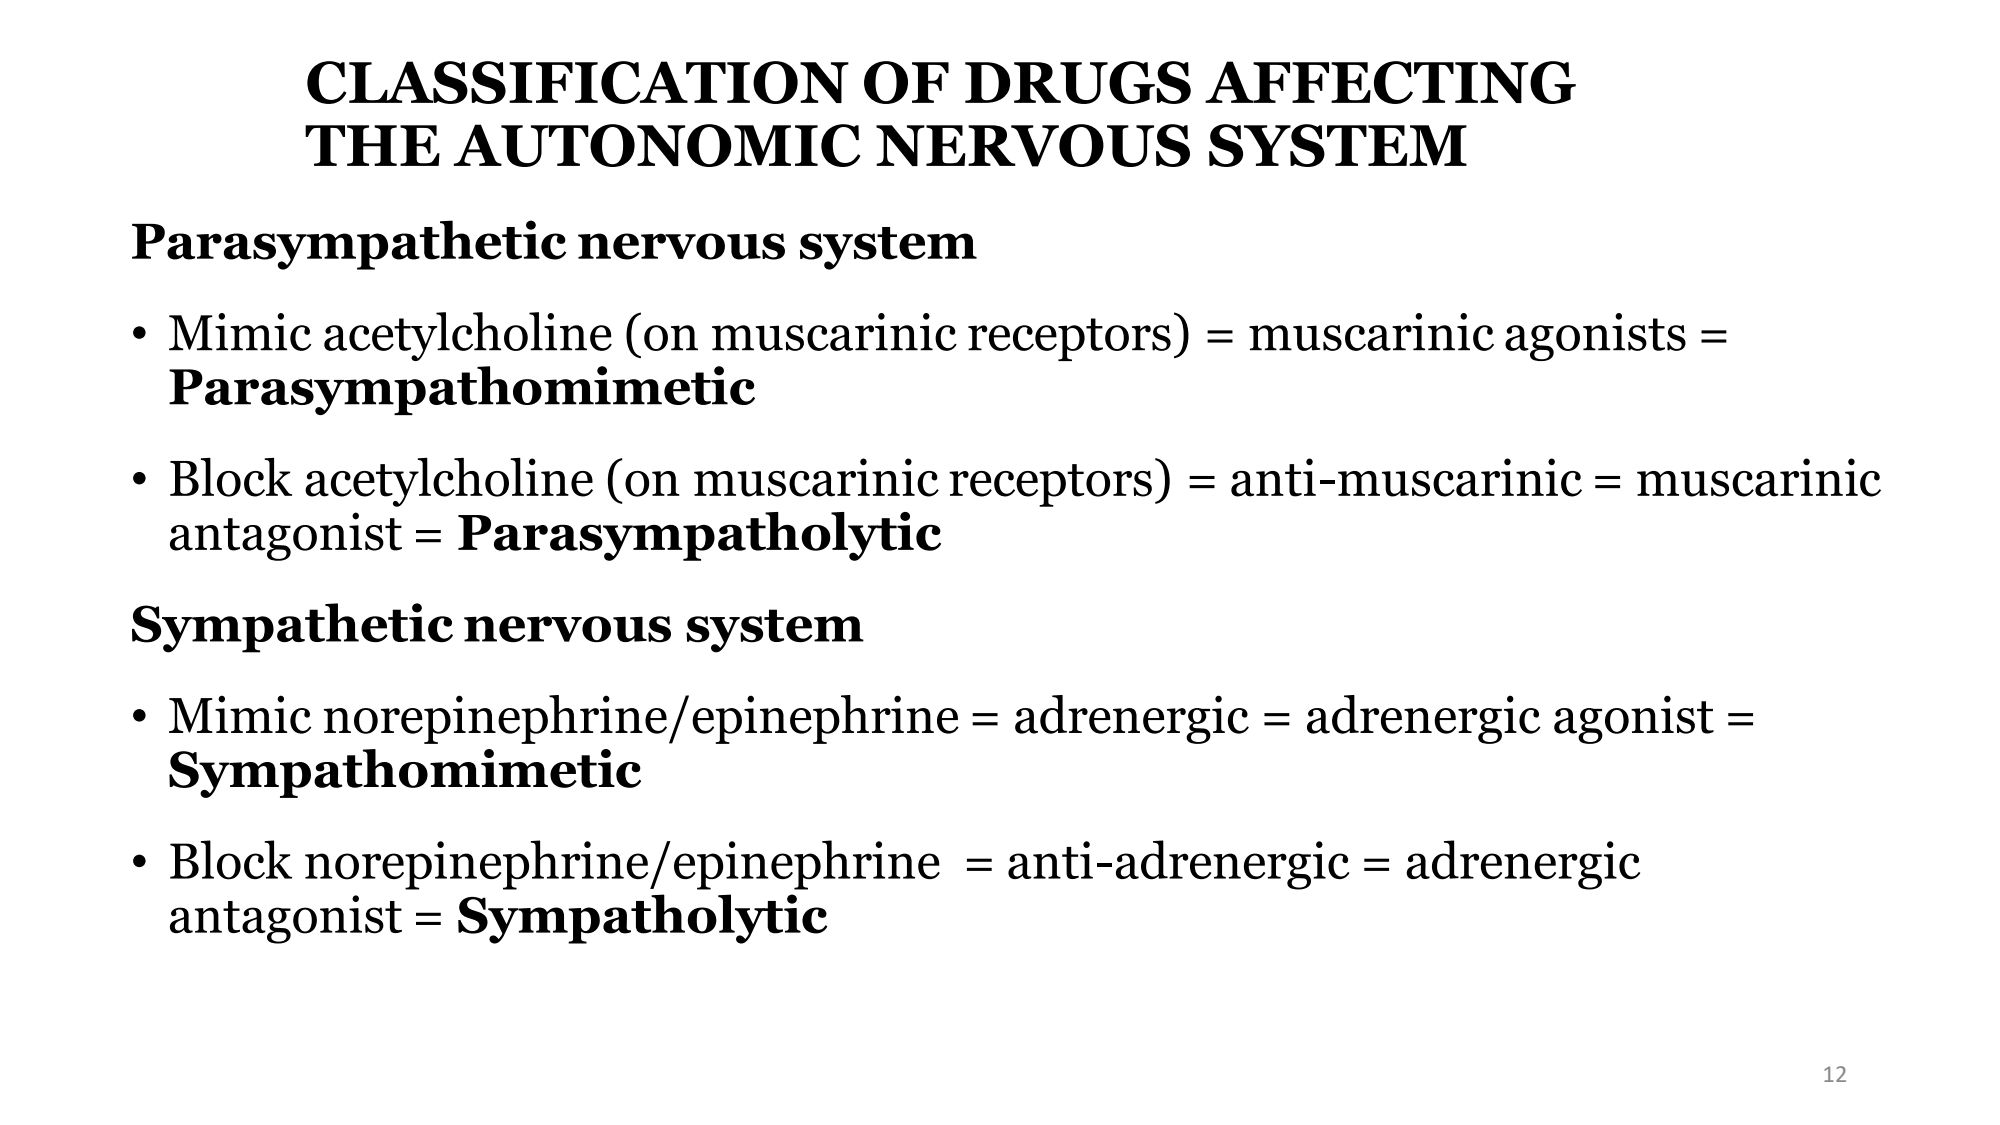 CLASSIFICATION OF DRUGS AFFECTING
THE AUTONOMIC NERVOUS SYSTEM
Parasympathetic nervous system
• Mimic acetylcholine (on muscarinic receptors) = muscarinic agonists =
Parasympathomimetic
• Block acetylcholine (on muscarinic receptors) = anti-muscarinic = muscarinic
antagonist = Parasympatholytic
Sympathetic nervous system
• Mimic norepinephrine/epinephrine = adrenergic = adrenergic agonist =
Sympathomimetic
• Block norepinephrine/epinephrine  = anti-adrenergic = adrenergic
antagonist = Sympatholytic
12